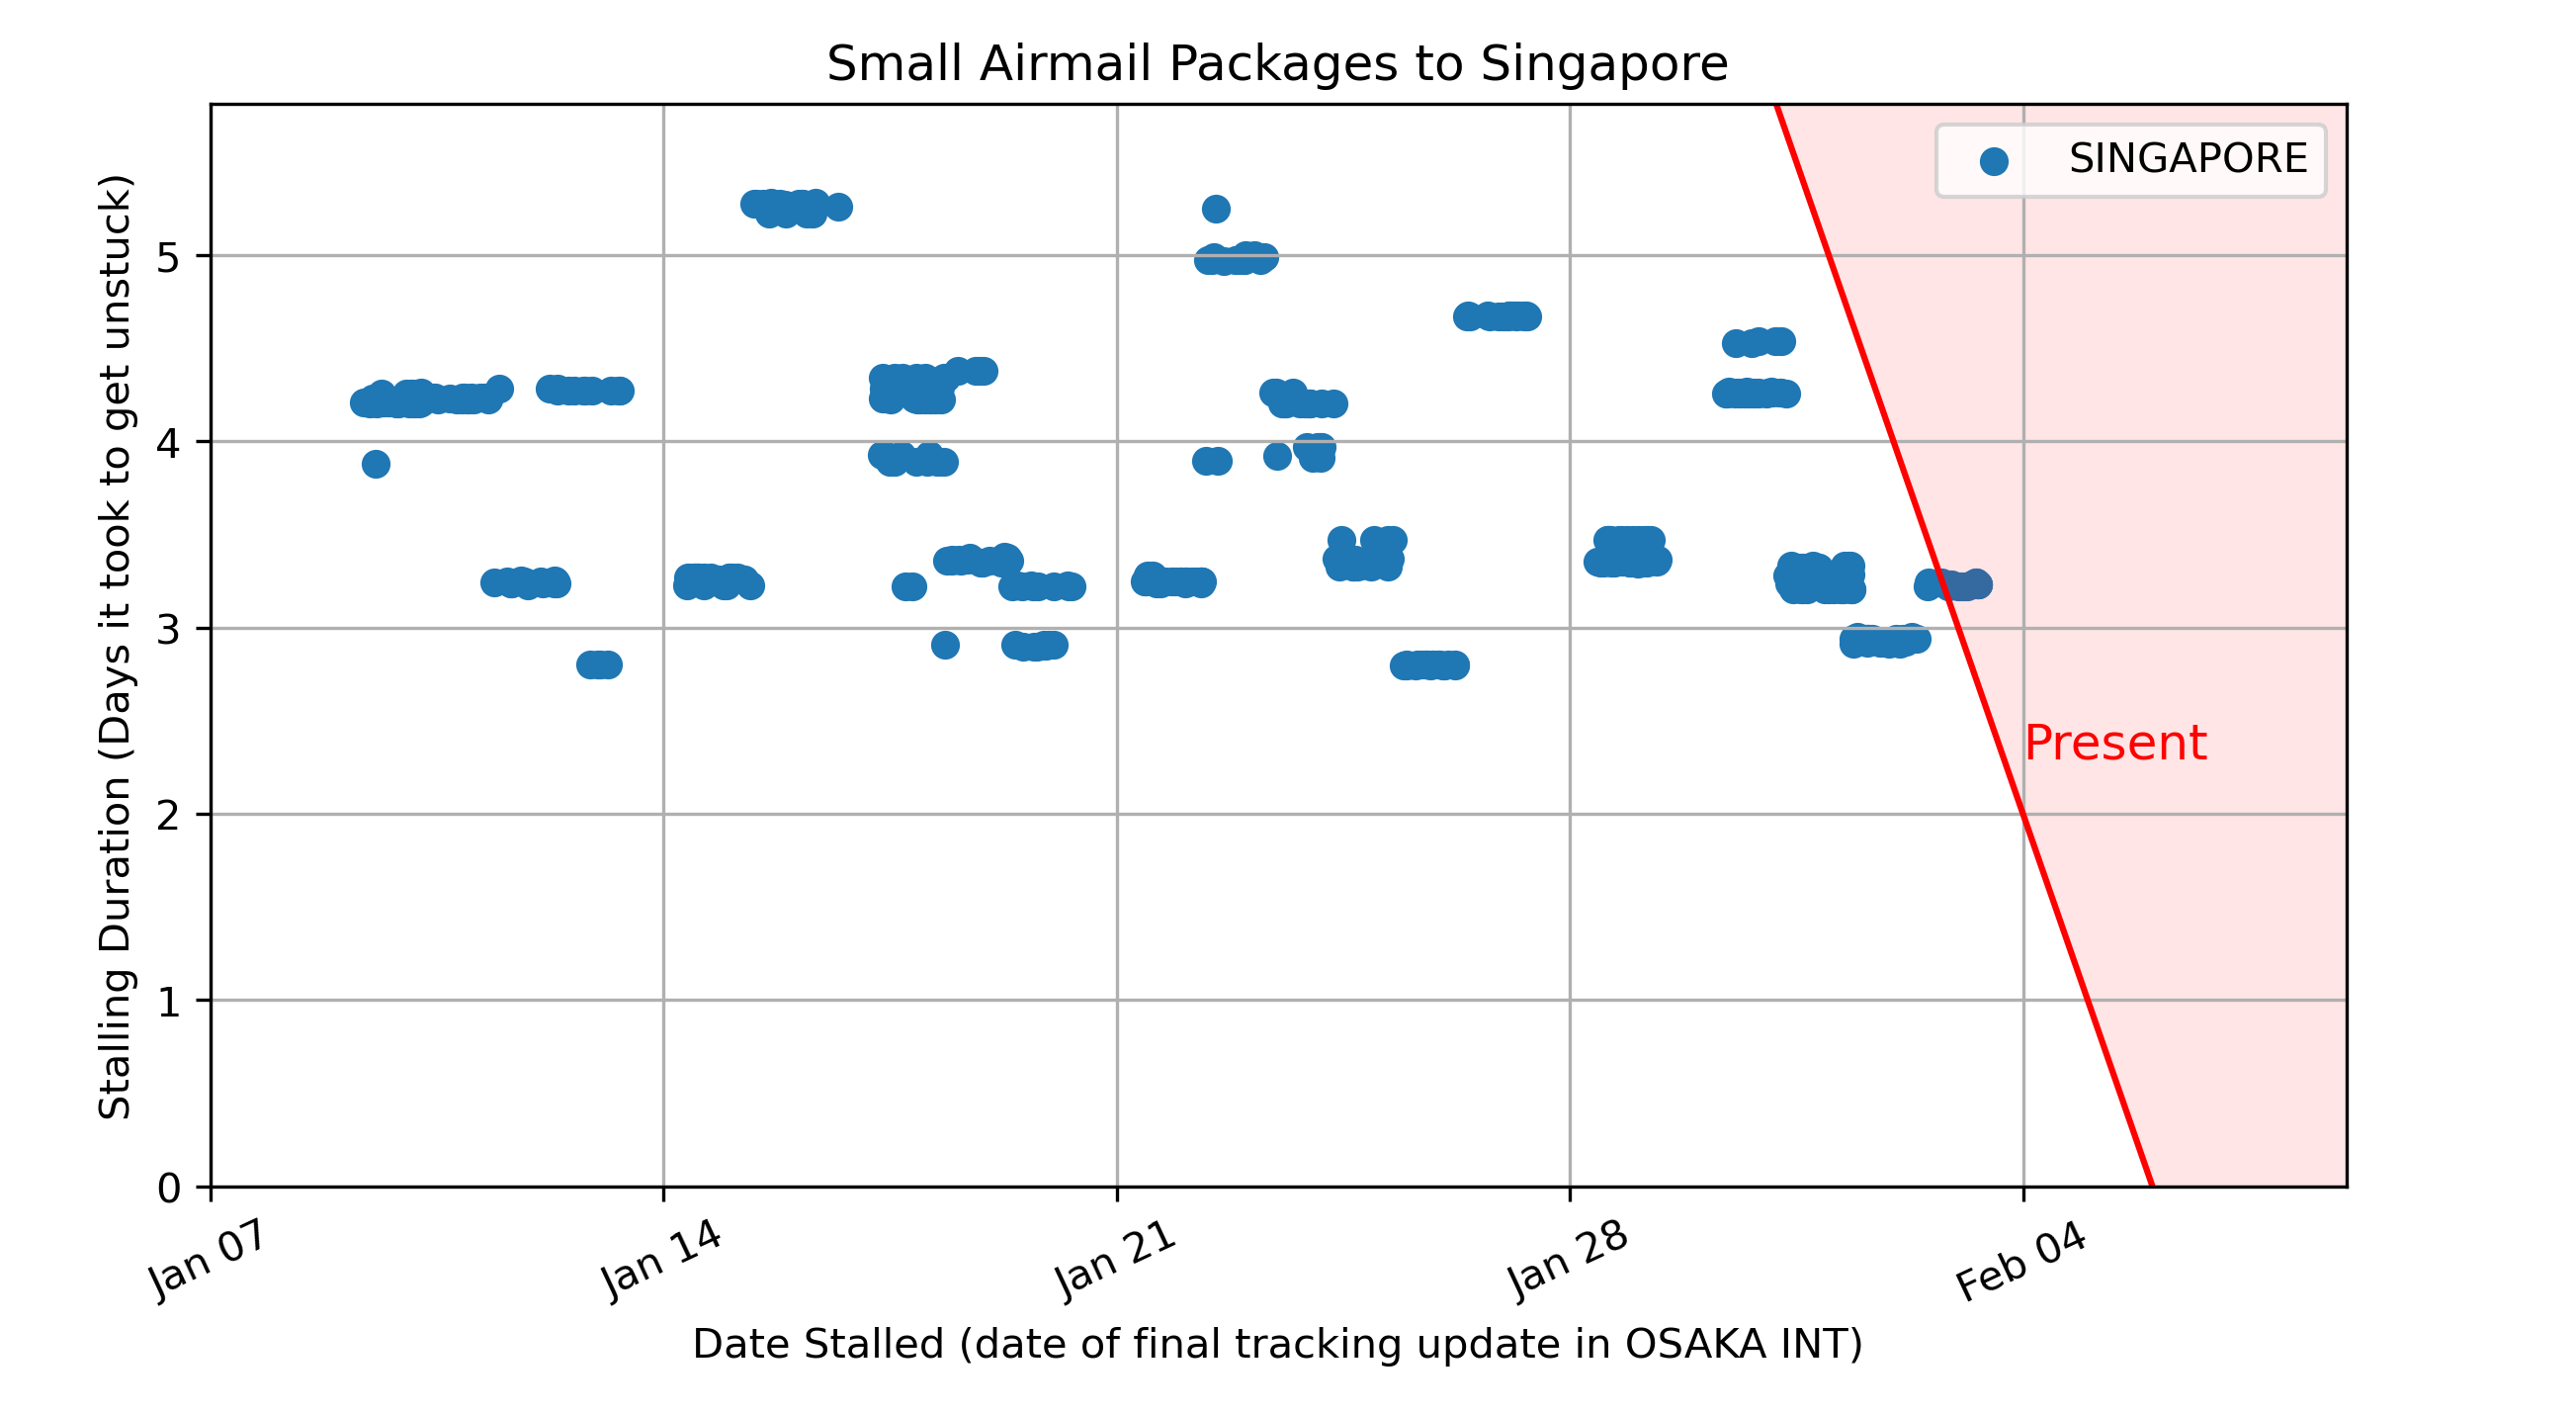 Small Airmail Packages to Singapore
SINGAPORE
Stalling Duration (Days it took to get unstuck)
5
4
3
2
1
0
Present
Jan 07
Jan 14
Jan 21
Jan 28
Feb 04
Date Stalled (date of final tracking update in OSAKA INT)